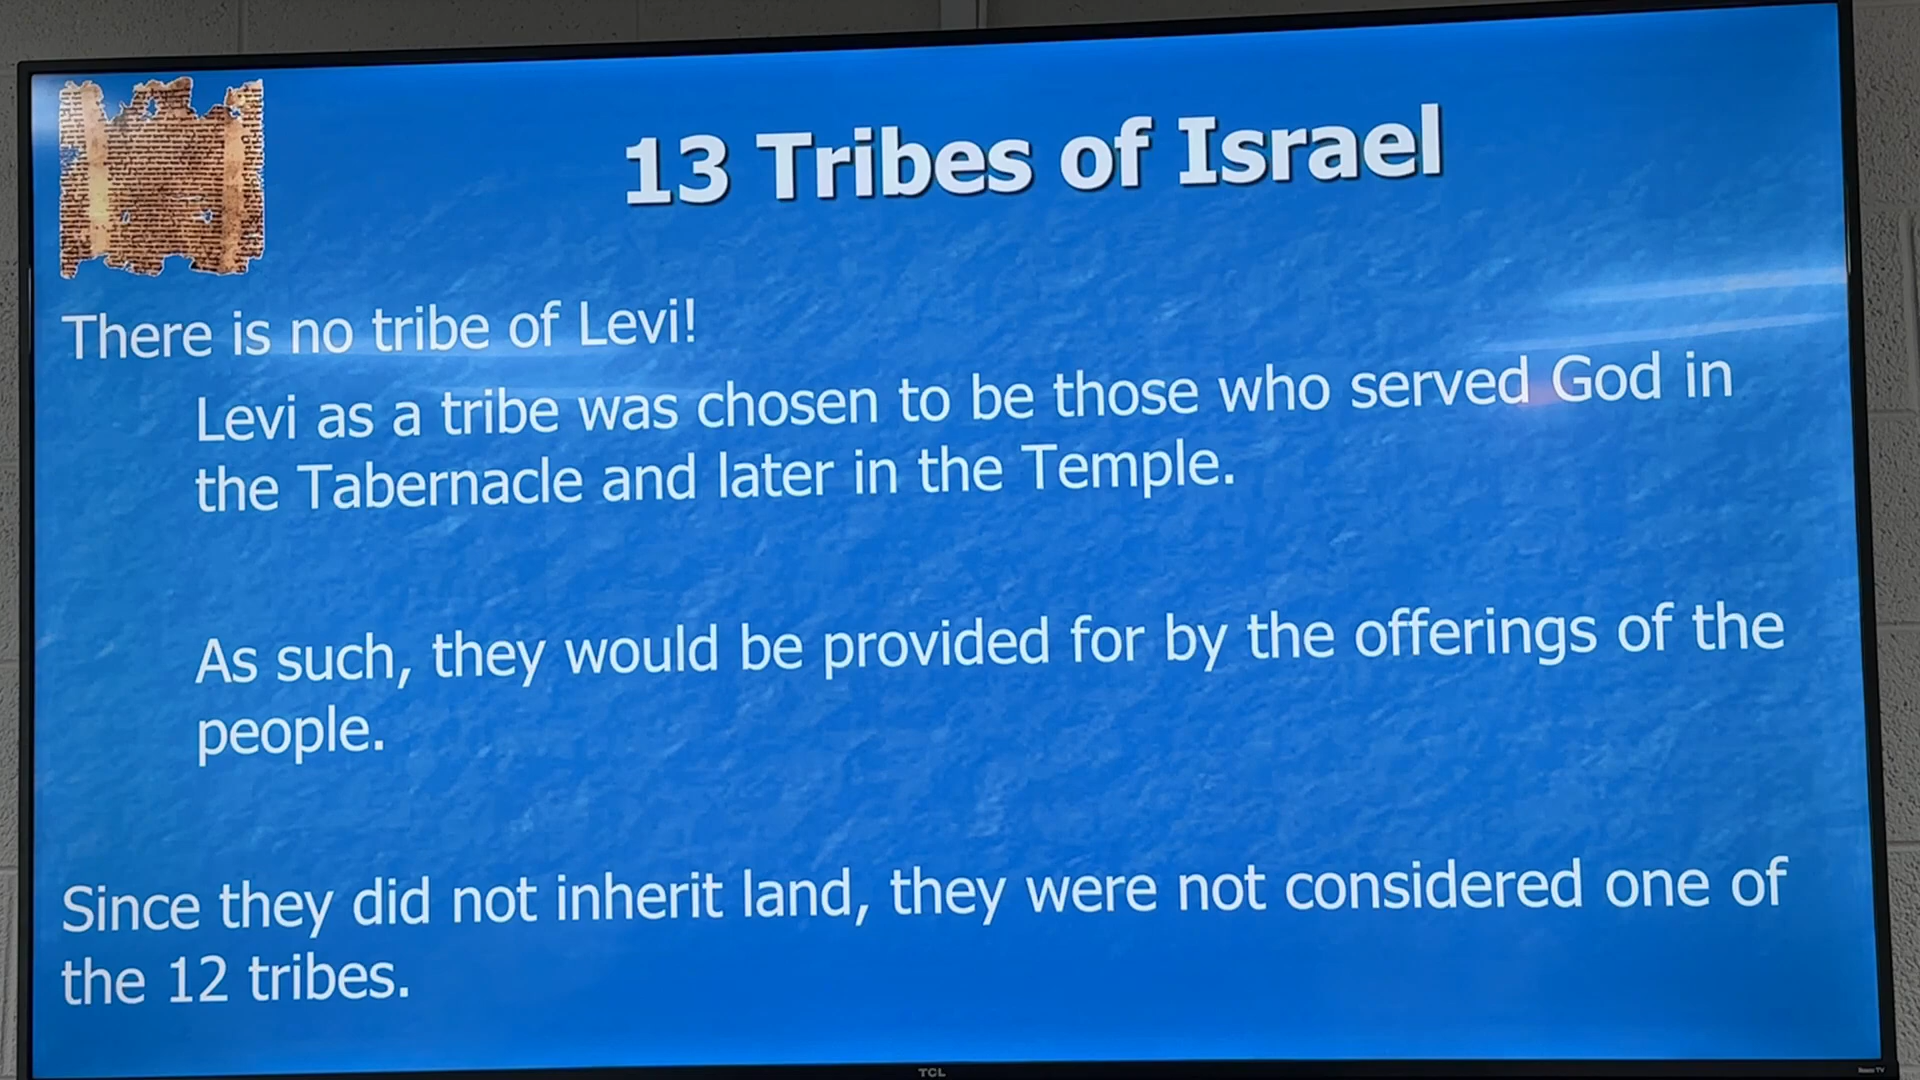 13 Tribes of Israel
There is no tribe of Levi!
Levi as a tribe was chosen to be those who served God in
the Tabernacle and later in the Temple.
As such, they would be provided for by the offerings of the
people.
Since they did not inherit land, they were not considered one of
the 12 tribes.
TCL
Roku TV